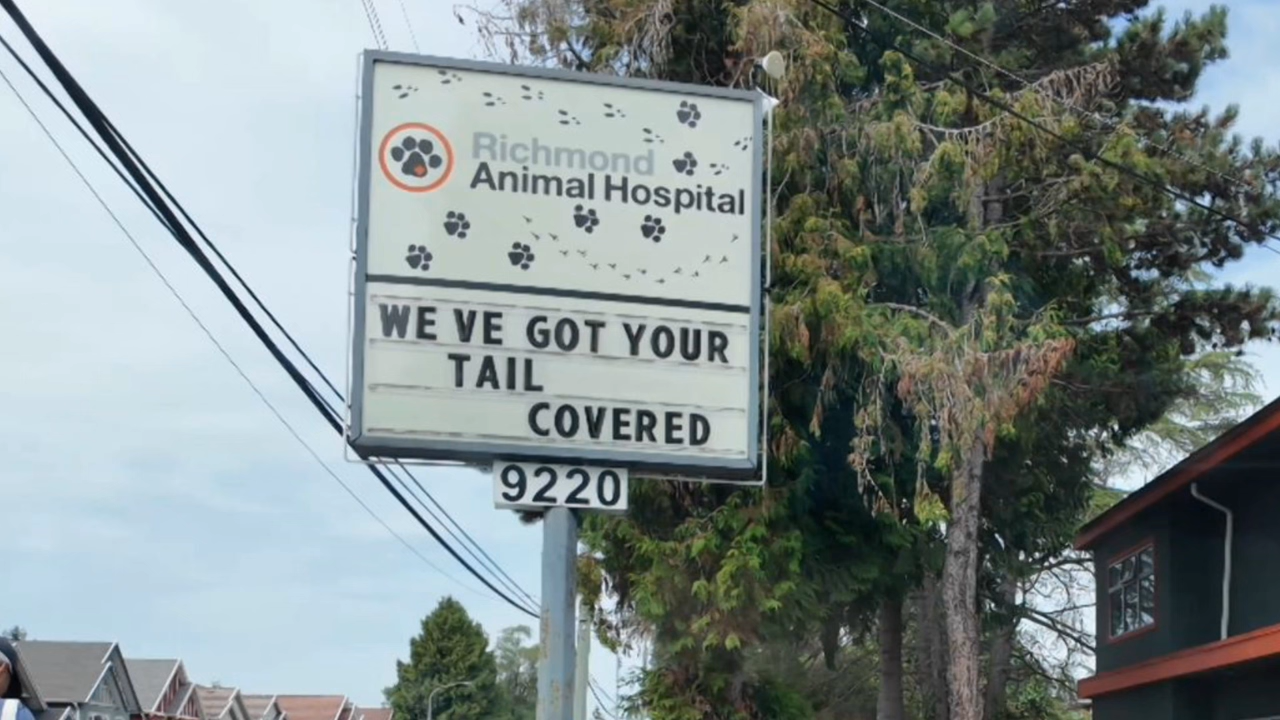 Richmond
Animal Hospital
WE VE GOT YOUR
TAIL
COVERED
9220